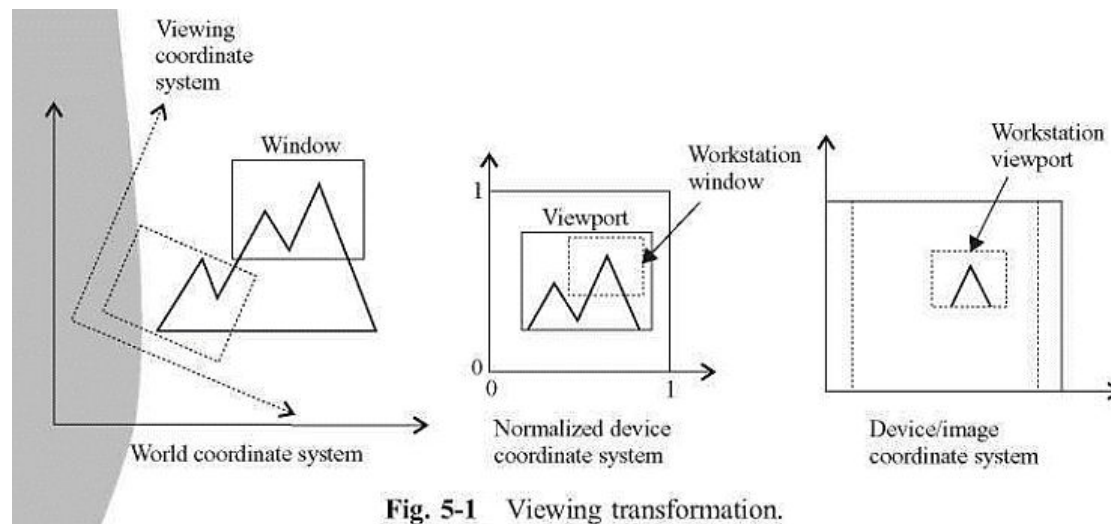 Viewing
coordinate
system
Window
World coordinate system
1
Viewport
0
0
1
Workstation
window
Normalized device
coordinate system
Workstation
viewport
Device/image
coordinate system
Fig. 5-1 Viewing transformation.